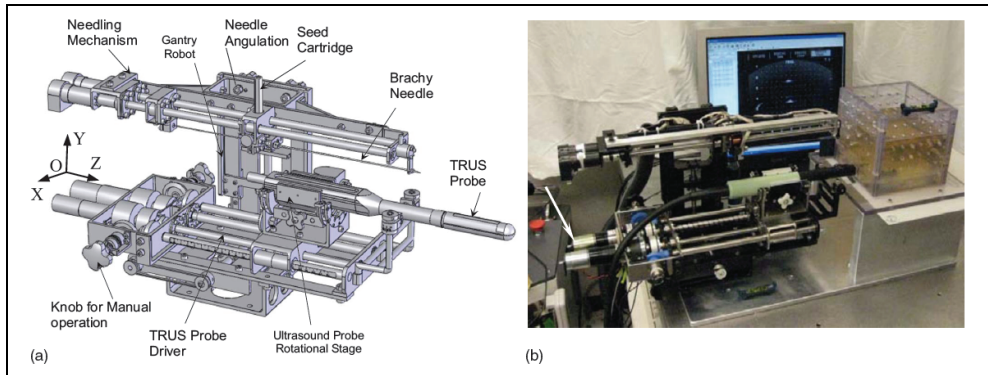 Needling
Mechanism
Gantry
Robot
Needle
Angulation
Seed
Cartridge
Brachy
Needle
TRUS
Probe
Y
O
Z
X
Knob for Manual
operation
TRUS Probe
Driver
Ultrasound Probe
Rotational Stage
(a)
(b)